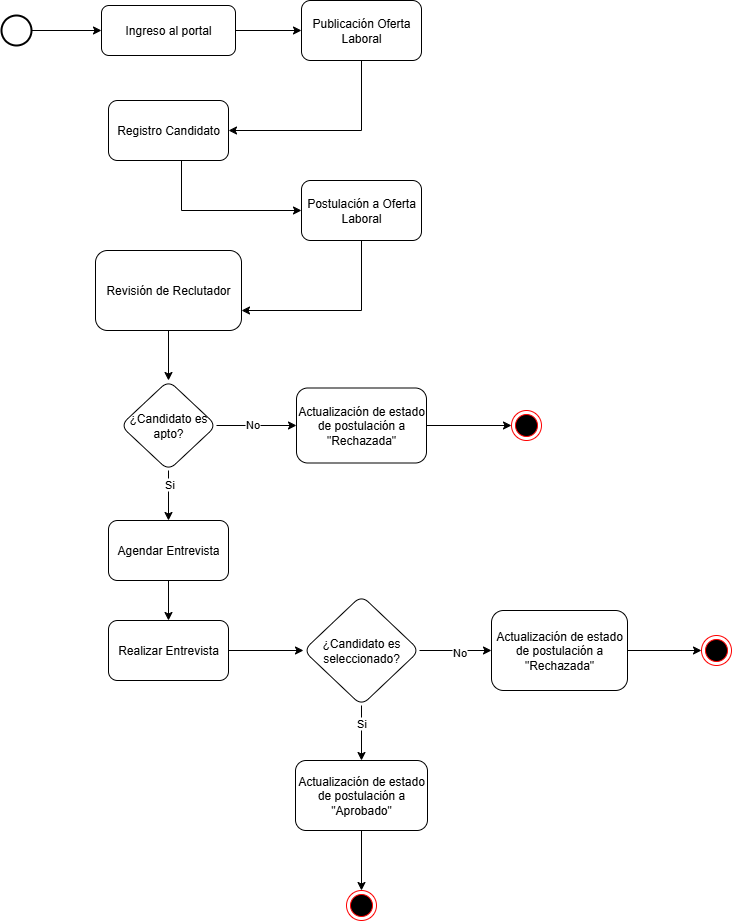 Ingreso al portal
Publicación Oferta
Laboral
Registro Candidato
Postulación a Oferta
Laboral
Revisión de Reclutador
¿Candidato es
apto?
No
Actualización de estado
de postulación a
"Rechazada"
Si
Agendar Entrevista
Realizar Entrevista
¿Candidato es
seleccionado?
No
Actualización de estado
de postulación a
"Rechazada"
Si
Actualización de estado
de postulación a
"Aprobado"